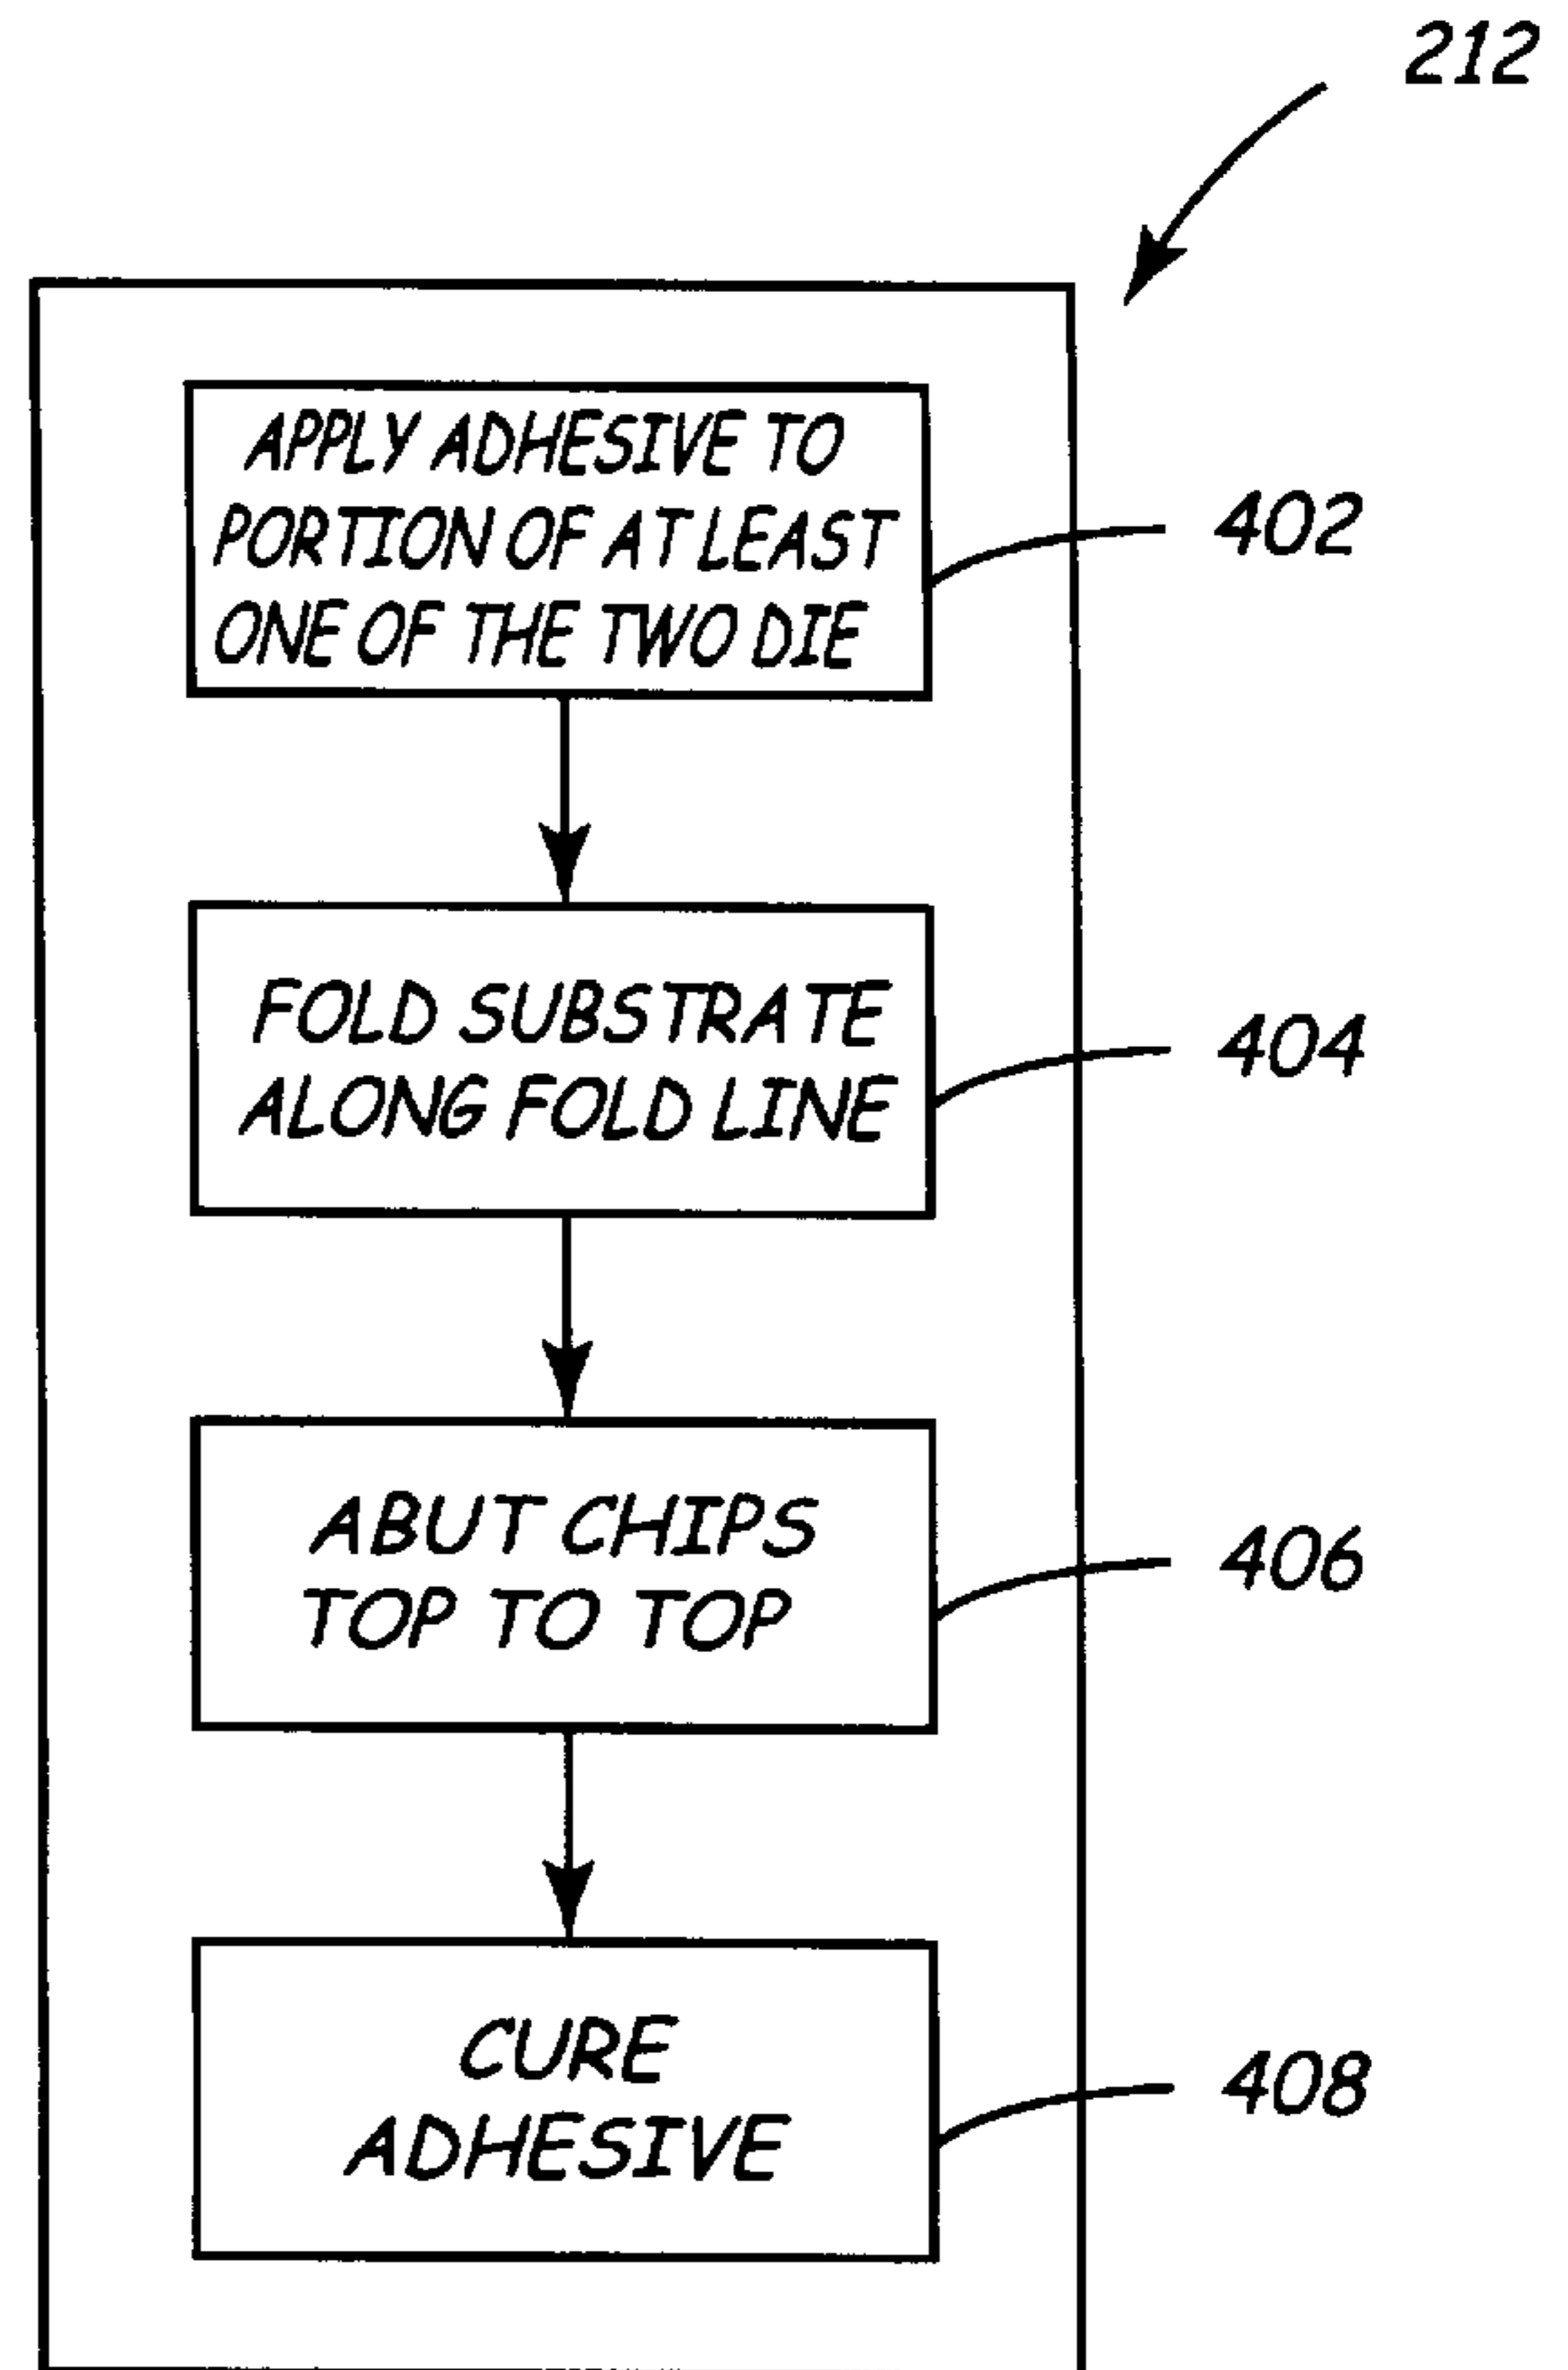 212
APPLY ADHESIVE TO
PORTION OF AT LEAST
ONE OF THE TWO DIE
402
FOLD SUBSTRATE
ALONG FOLD LINE
404
ABUT CHIPS
TOP TO TOP
406
CURE
ADHESIVE
408